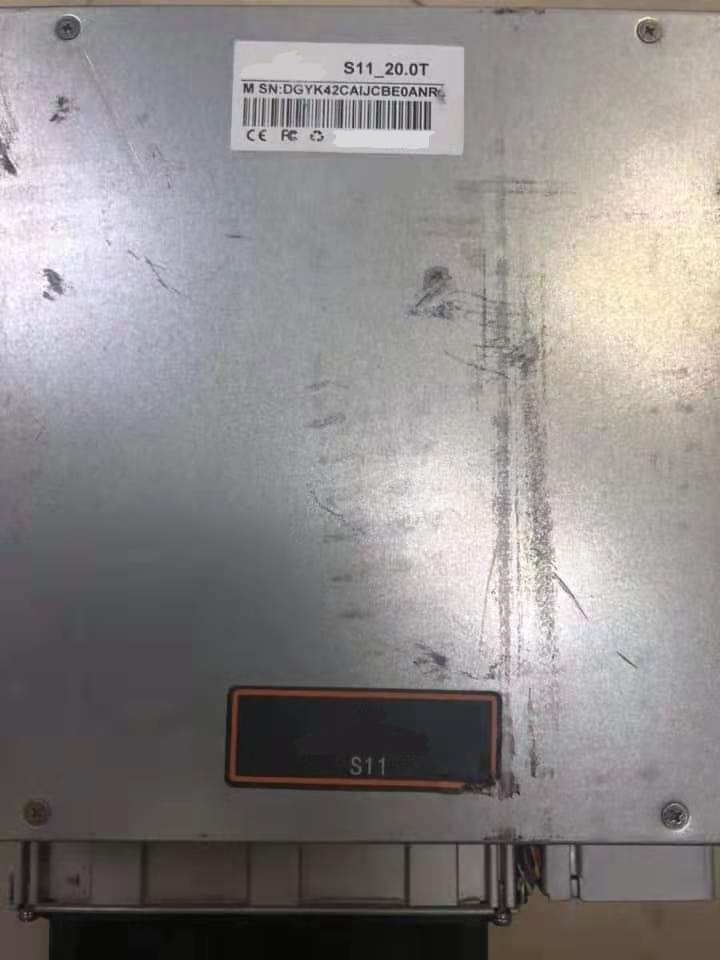 S11_20.0T
M SN:DGYK42CAIJCBE0ANR
CE FC
S11